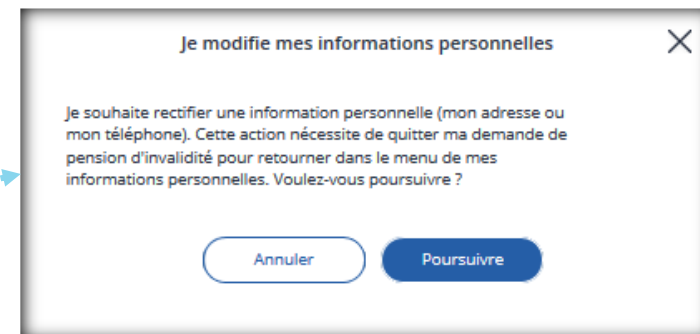 Je modifie mes informations personnelles
Je souhaite rectifier une information personnelle (mon adresse ou
mon téléphone). Cette action nécessite de quitter ma demande de
pension d'invalidité pour retourner dans le menu de mes
informations personnelles. Voulez-vous poursuivre ?
Annuler
Poursuivre